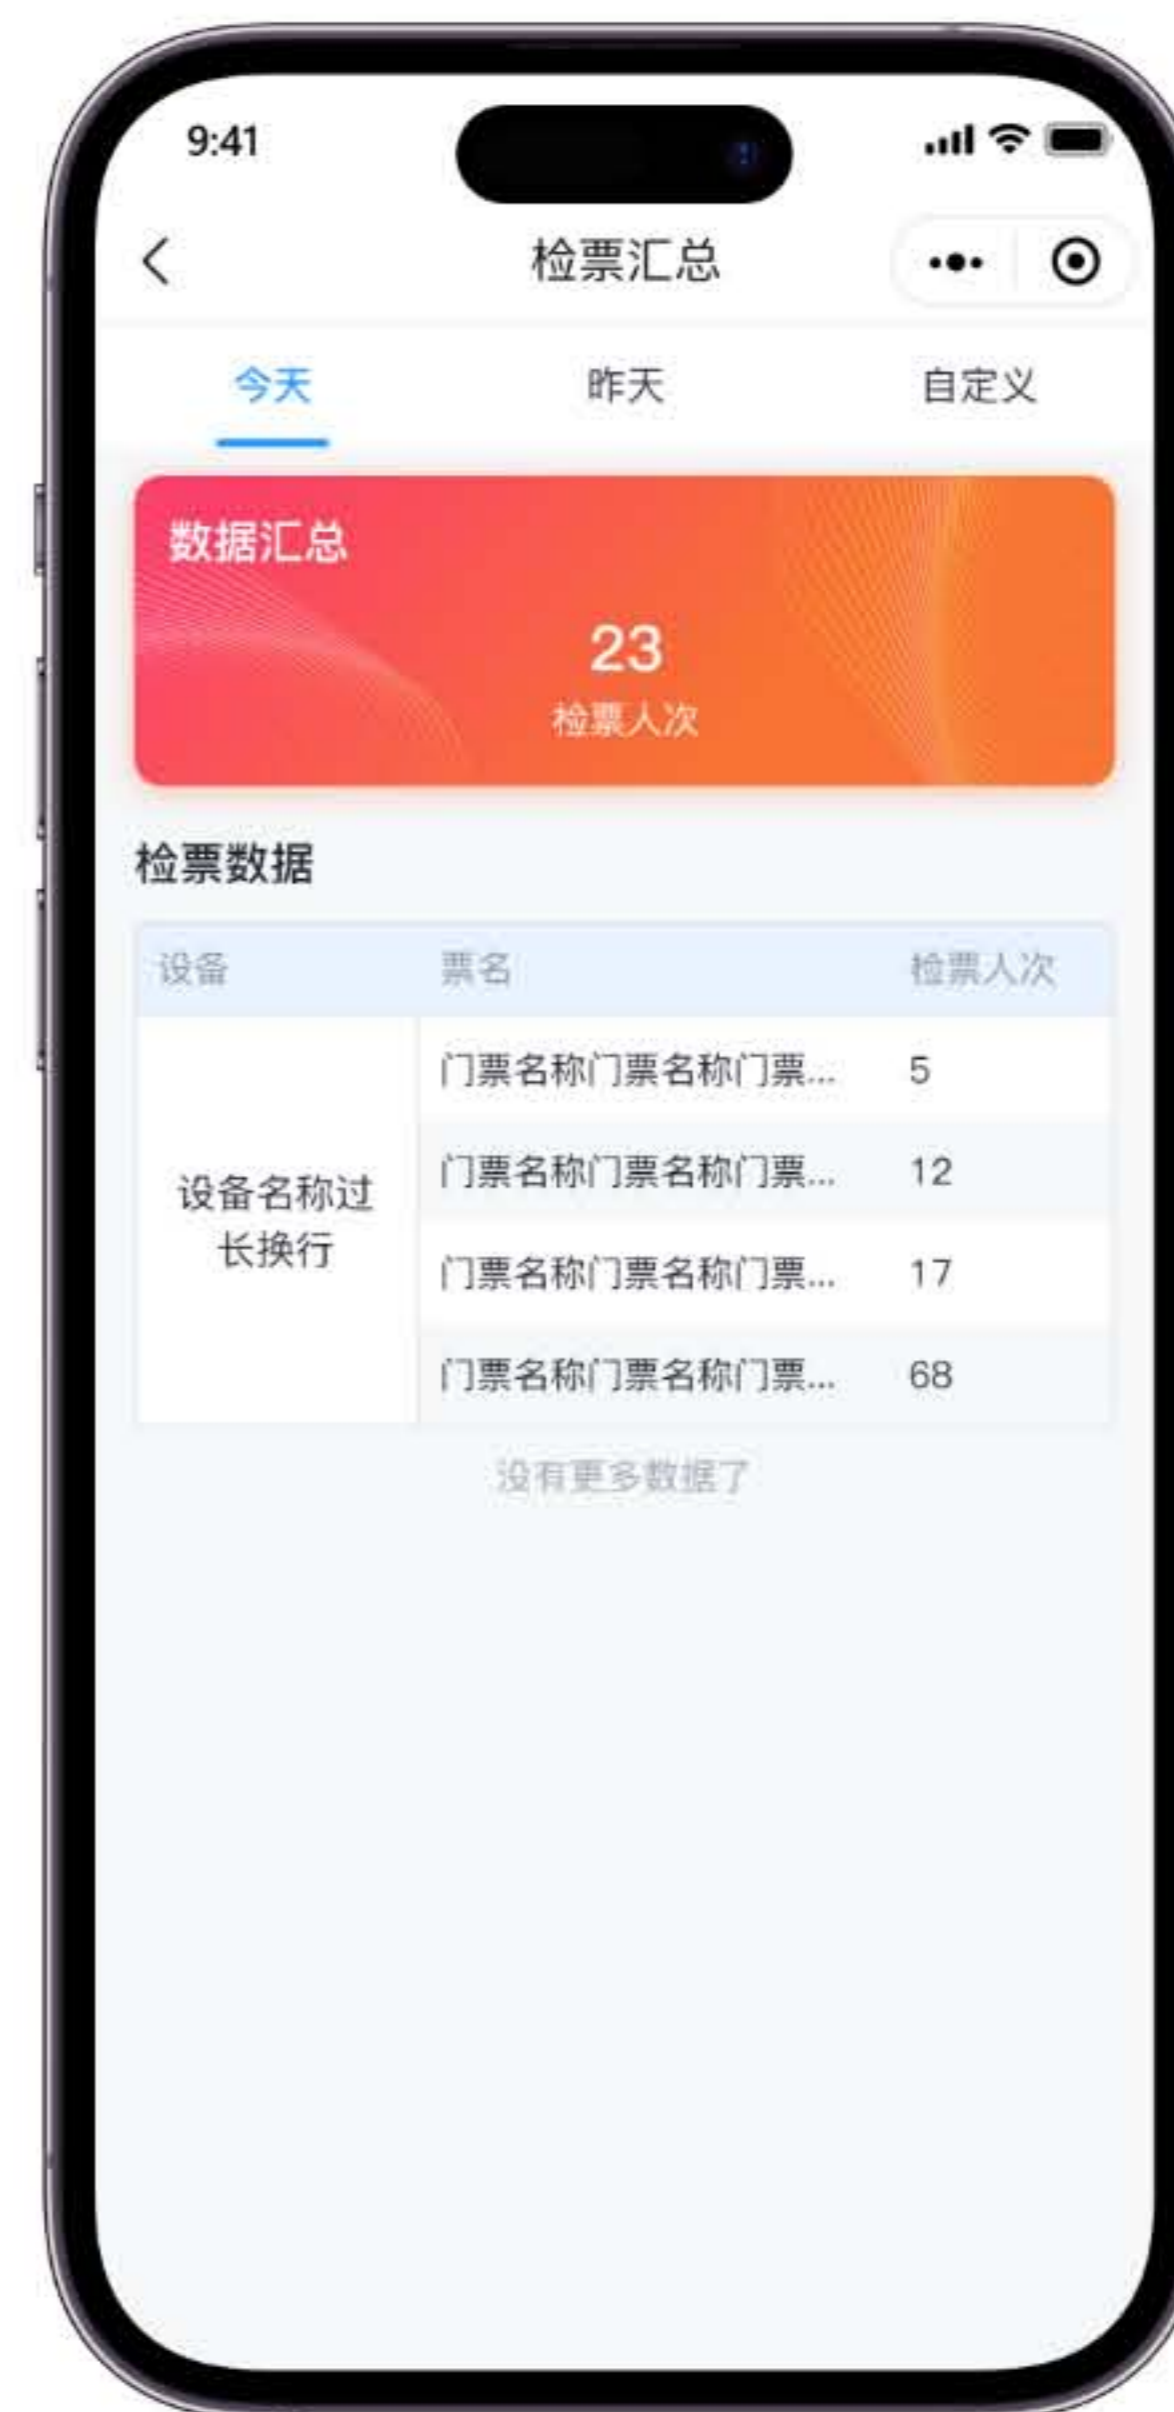 9:41
检票汇总
今天 昨天 自定义
数据汇总
23
检票人次
检票数据
设备 票名 检票人次
门票名称门票名称门票... 5
门票名称门票名称门票... 12
设备名称过
长换行
门票名称门票名称门票... 17
门票名称门票名称门票... 68
没有更多数据了